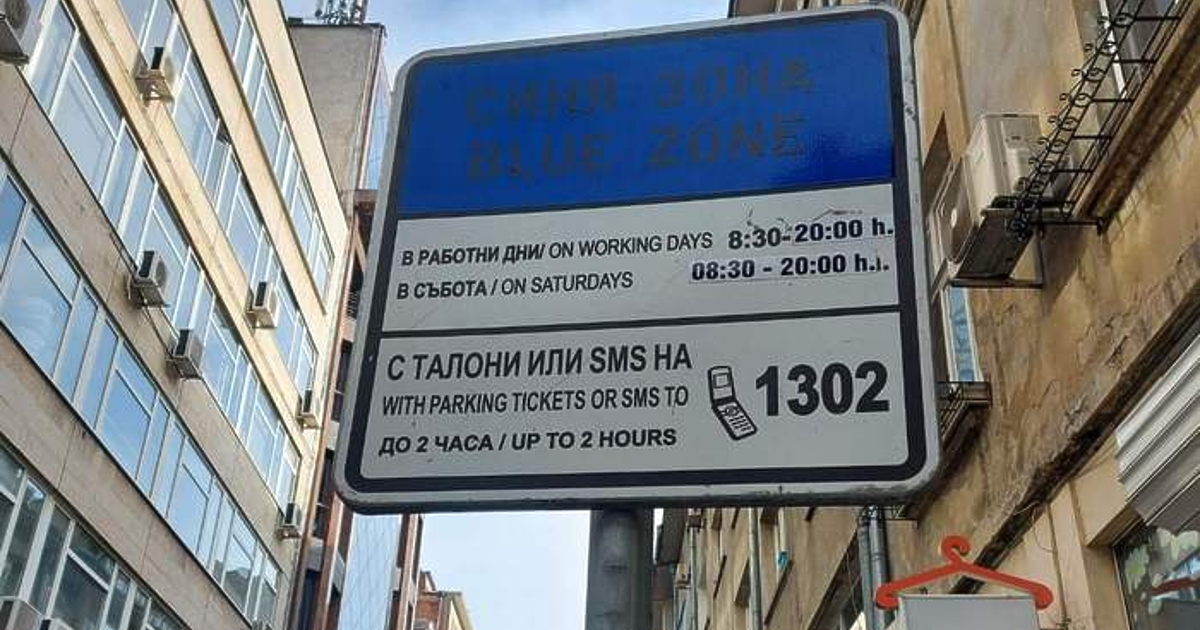 СИНЯ ЗОНА
BLUE ZONE
В РАБОТНИ ДНИ/ ON WORKING DAYS 8:30-20:00 h.
В СЪБОТА / ON SATURDAYS 08:30 - 20:00 h.
С ТАЛОНИ ИЛИ SMS НА
WITH PARKING TICKETS OR SMS TO 1302
ДО 2 ЧАСА / UP TO 2 HOURS